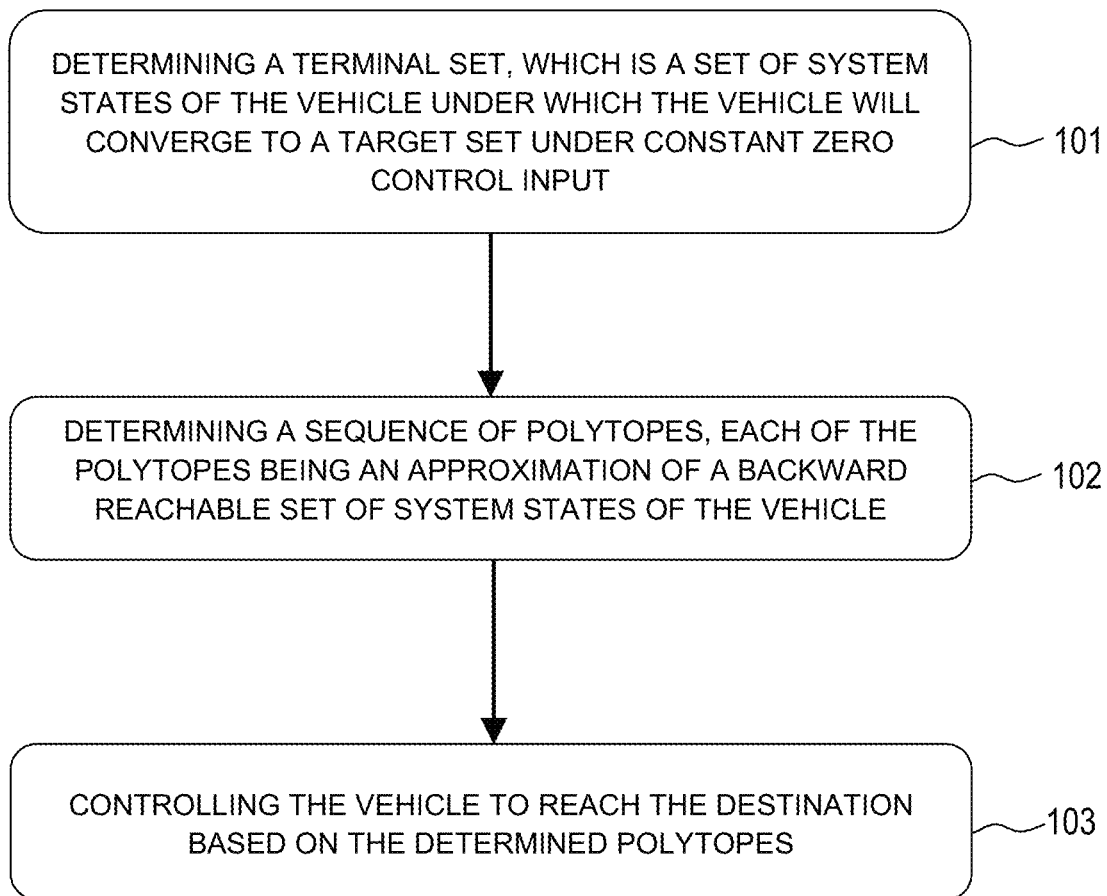 DETERMINING A TERMINAL SET, WHICH IS A SET OF SYSTEM
STATES OF THE VEHICLE UNDER WHICH THE VEHICLE WILL
CONVERGE TO A TARGET SET UNDER CONSTANT ZERO
CONTROL INPUT
101
DETERMINING A SEQUENCE OF POLYTOPES, EACH OF THE
POLYTOPES BEING AN APPROXIMATION OF A BACKWARD
REACHABLE SET OF SYSTEM STATES OF THE VEHICLE
102
CONTROLLING THE VEHICLE TO REACH THE DESTINATION
BASED ON THE DETERMINED POLYTOPES
103